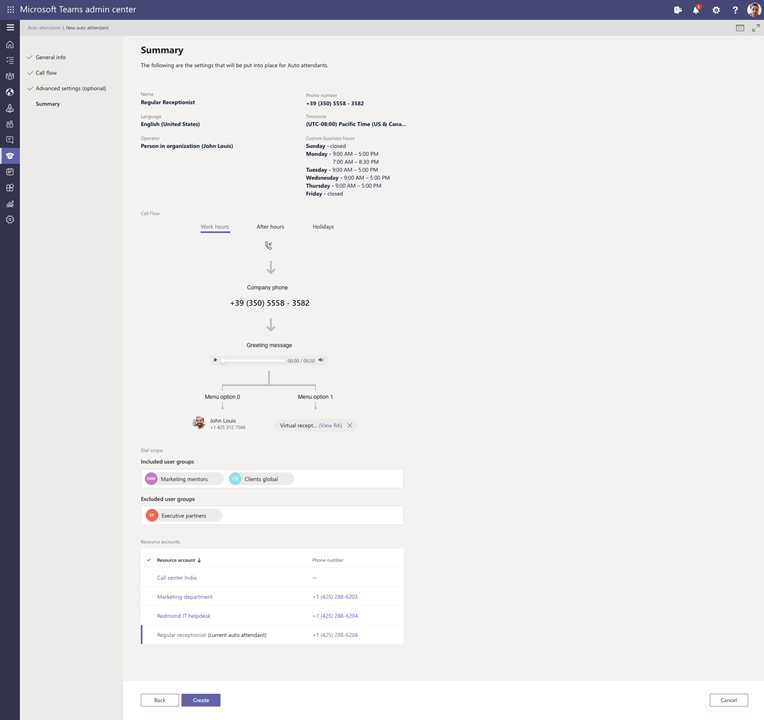 Microsoft Teams admin center
Auto attendants \ New auto attendant
General info
Call flow
Advanced settings (optional)
Summary
Summary
The following are the settings that will be put into place for Auto attendants.
Name
Regular Receptionist
Phone number
+39 (350) 5558 - 3582
Language
English (United States)
Timezone
(UTC-08:00) Pacific Time (US & Cana...
Operator
Person in organization (John Louis)
Custom business hours
Sunday - closed
Monday - 9:00 AM – 5:00 PM
7:00 AM – 8:30 PM
Tuesday - 9:00 AM – 5:00 PM
Wednesday - 9:00 AM – 5:00 PM
Thursday - 9:00 AM – 5:00 PM
Friday - closed
Call Flow
Work hours After hours Holidays
Company phone
+39 (350) 5558 - 3582
Greeting message
00:00 / 00:20
Menu option 0 Menu option 1
John Louis
+1 425 312 7566
Virtual recept... (View RA)
Dial scope
Included user groups
MM Marketing mentors CG Clients global
Excluded user groups
EP Executive partners
Resource accounts
Resource account Phone number
Call center India --
Marketing department +1 (425) 288-6203
Redmond IT helpdesk +1 (425) 288-6204
Regular receptionist (current auto attendant) +1 (425) 288-6204
Back Create Cancel